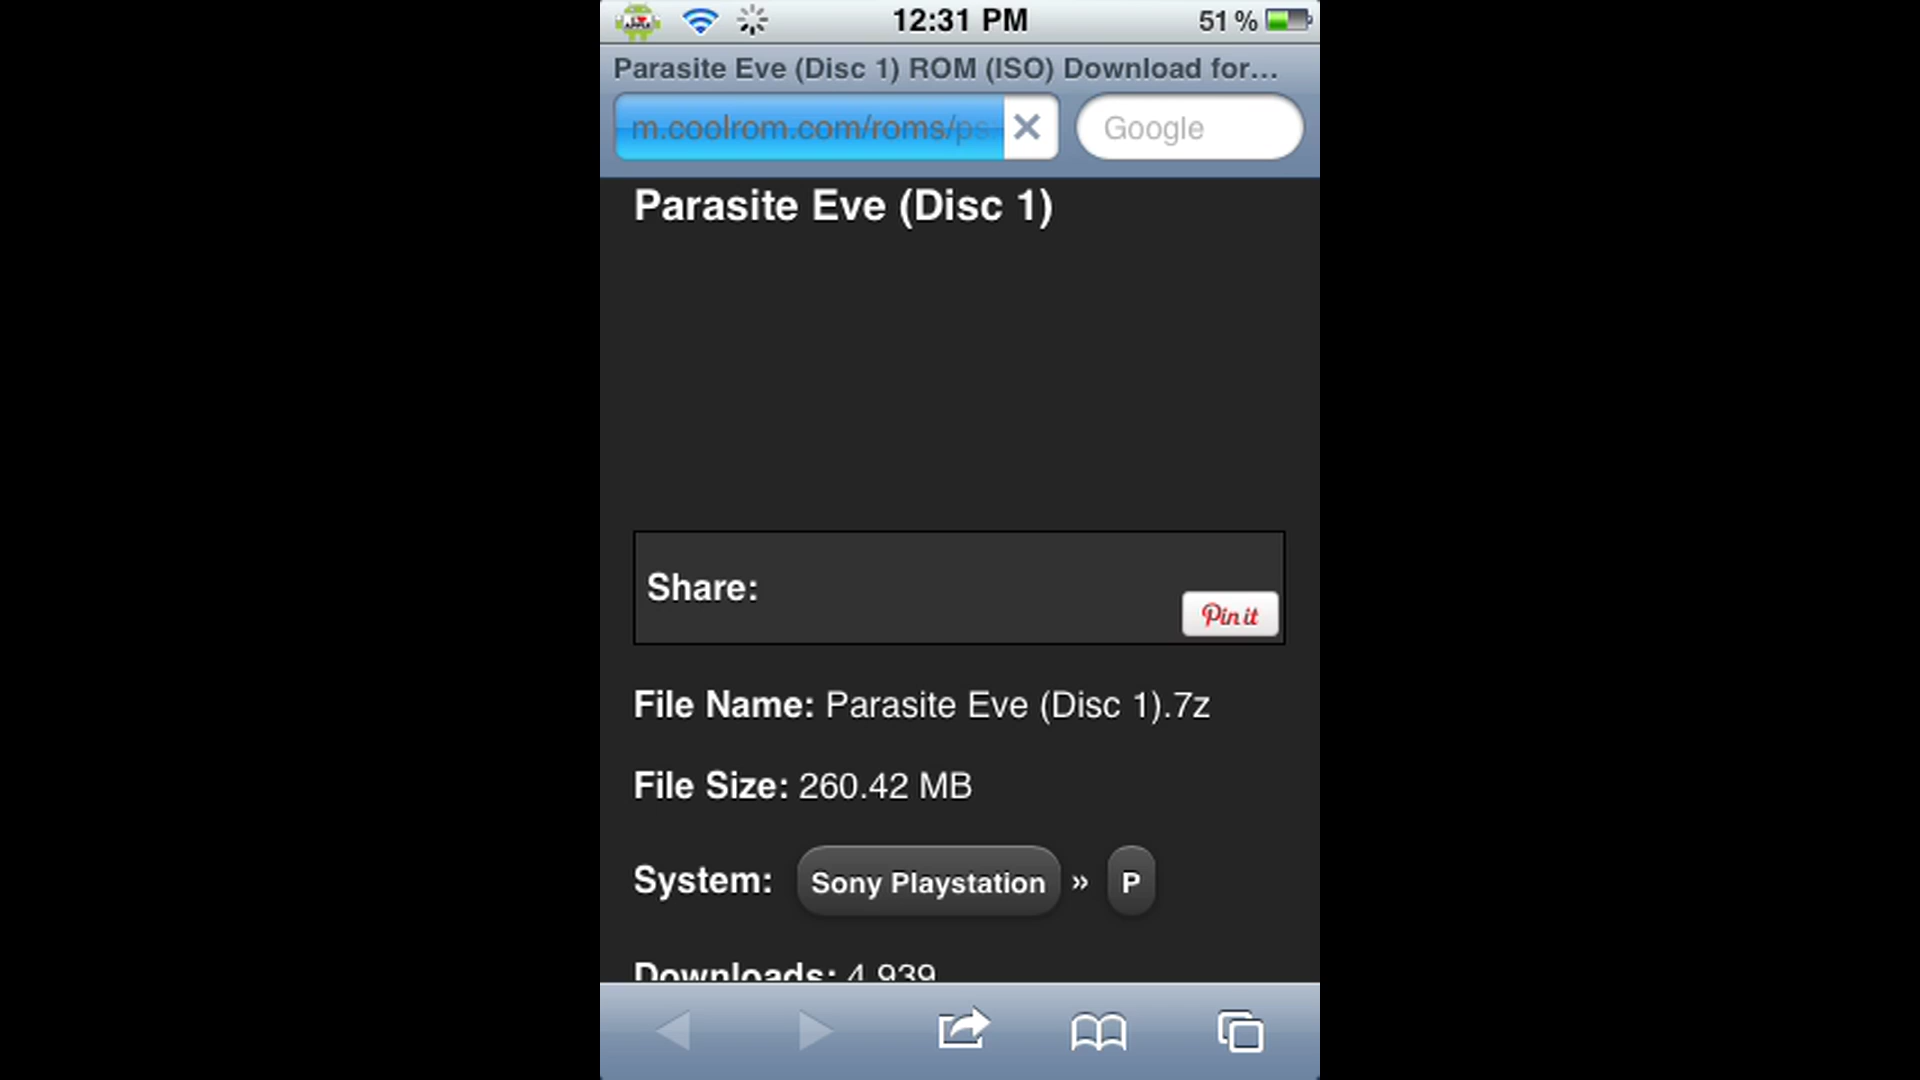 12:31 PM
51 %
Parasite Eve (Disc 1) ROM (ISO) Download for...
m.coolrom.com/roms/ps
Google
Parasite Eve (Disc 1)
Share:
Pin it
File Name: Parasite Eve (Disc 1).7z
File Size: 260.42 MB
System: Sony Playstation » P
Downloads: 4,939